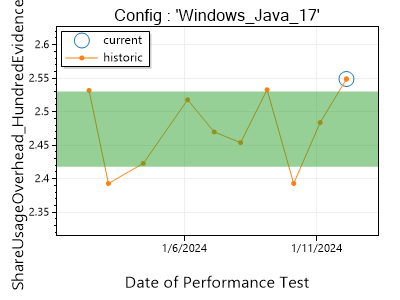 Config : 'Windows_Java_17'
ShareUsageOverhead_HundredEvidence
current
historic
2.6
2.55
2.5
2.45
2.4
2.35
1/6/2024
1/11/2024
Date of Performance Test